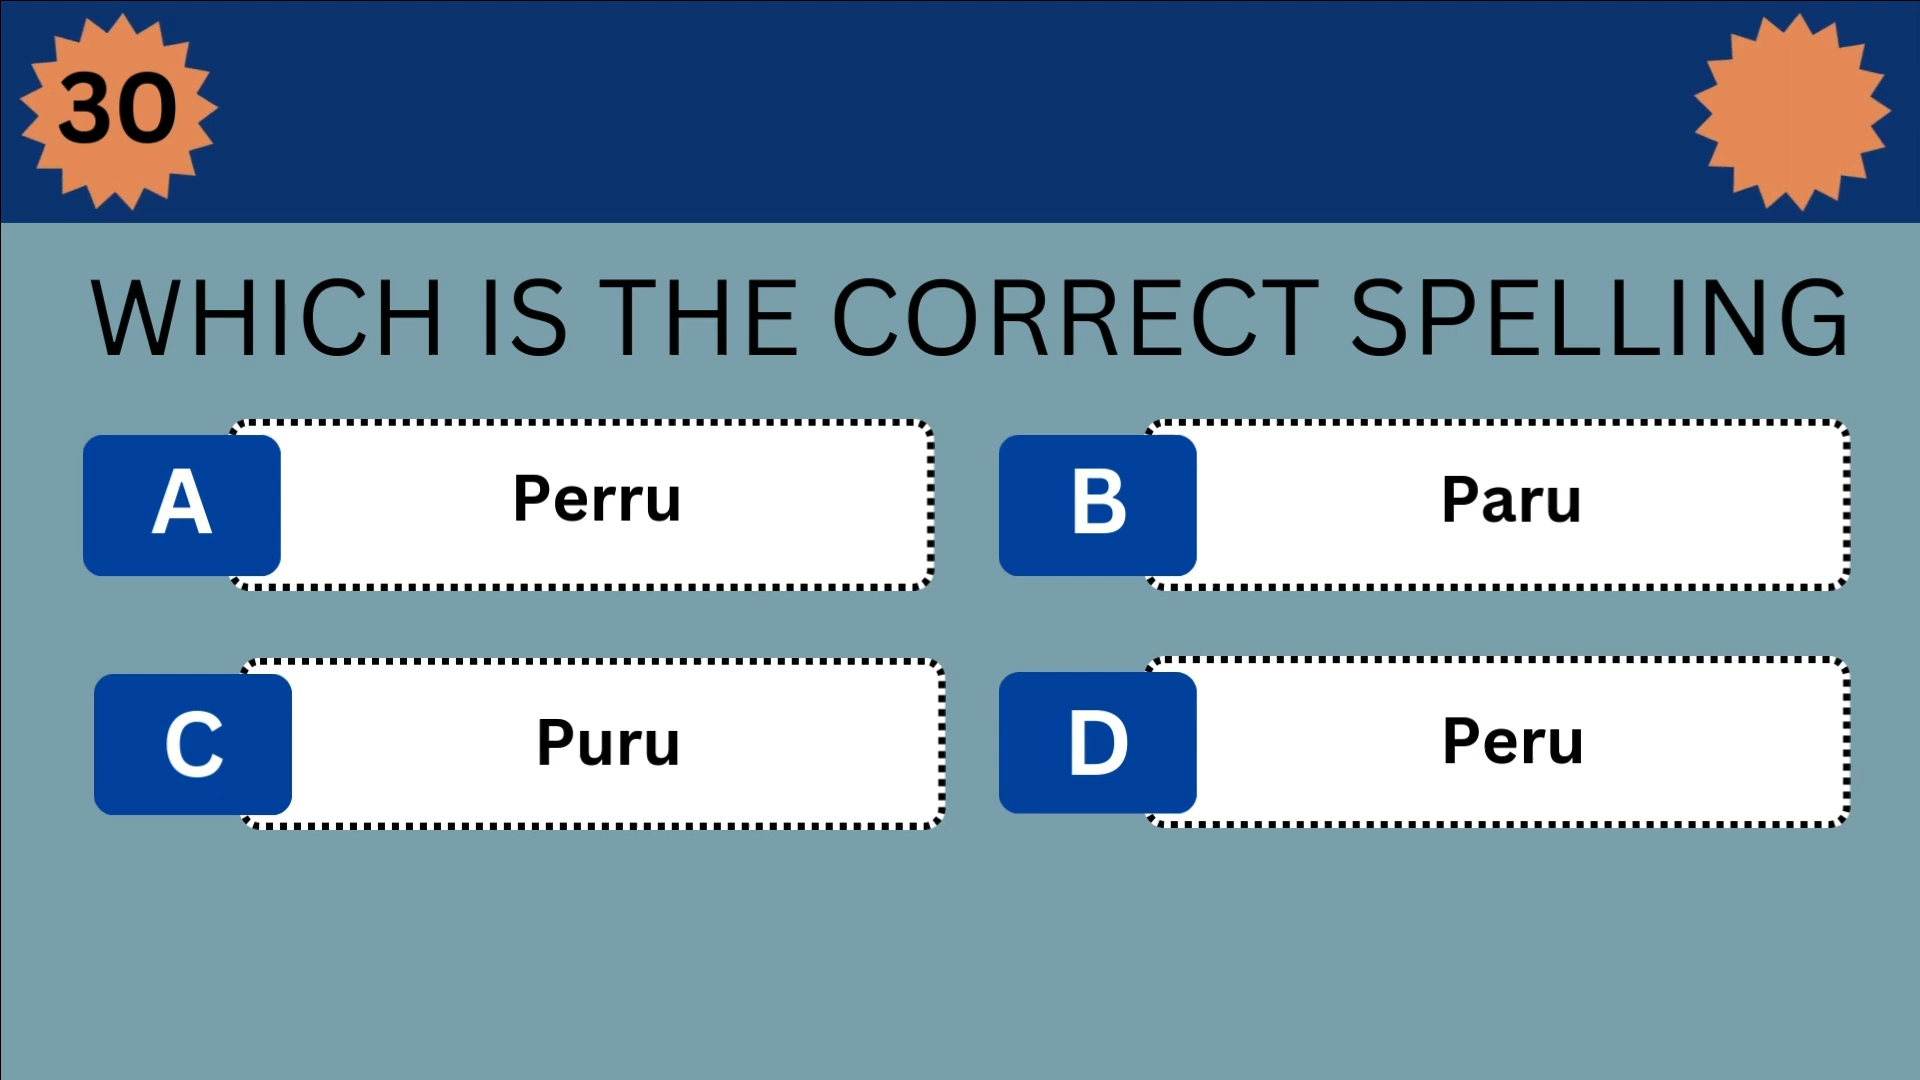 30
WHICH IS THE CORRECT SPELLING
A Perru
B Paru
C Puru
D Peru